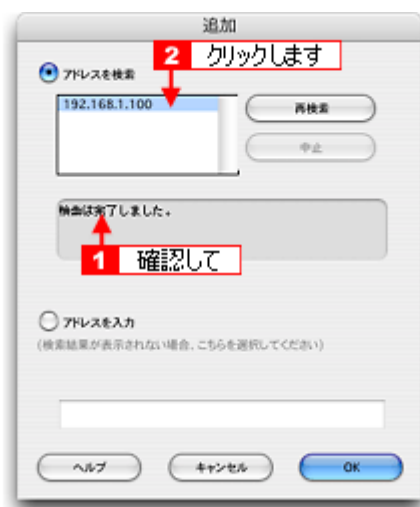 追加
2 クリックします
アドレスを検索
192.168.1.100
再検索
中止
検索は完了しました。
1 確認して
アドレスを入力
(検索結果が表示されない場合、こちらを選択してください)
ヘルプ
キャンセル
OK